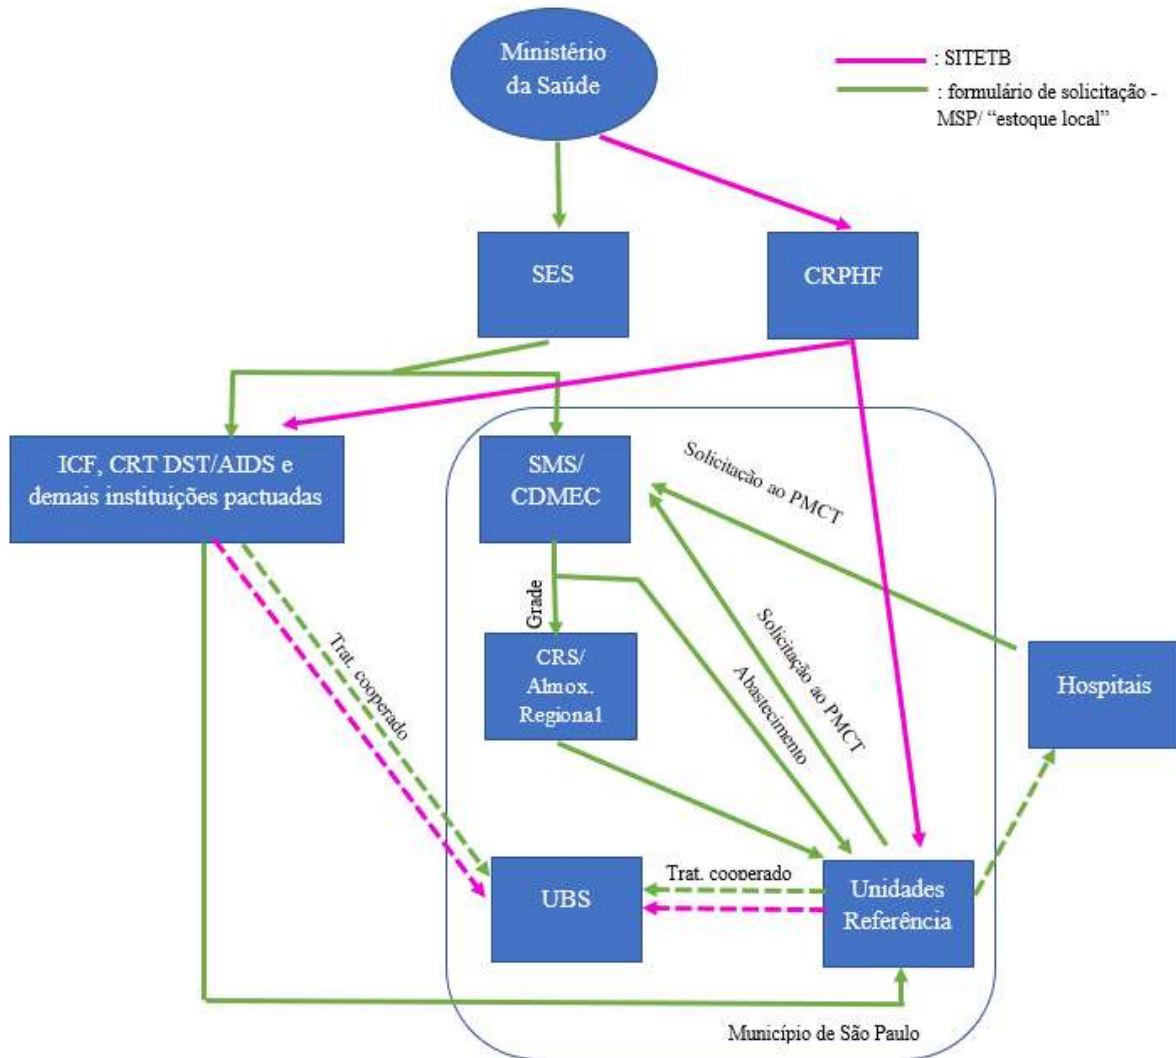 Ministério
da Saúde
: SITETB
: formulário de solicitação -
MSP/ “estoque local”
SES
CRPHF
ICF, CRT DST/AIDS e
demais instituições pactuadas
SMS/
CDMEC
Solicitação ao PMCT
Grade
Trat. cooperado
CRS/
Almox.
Regional
Abastecimento
Solicitação ao PMCT
Hospitais
UBS
Trat. cooperado
Unidades
Referência
Município de São Paulo